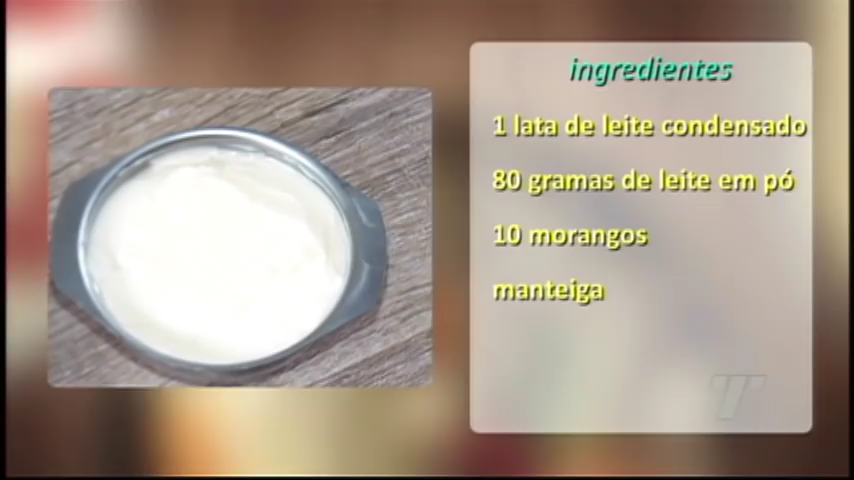 ingredientes
1 lata de leite condensado
80 gramas de leite em pó
10 morangos
manteiga